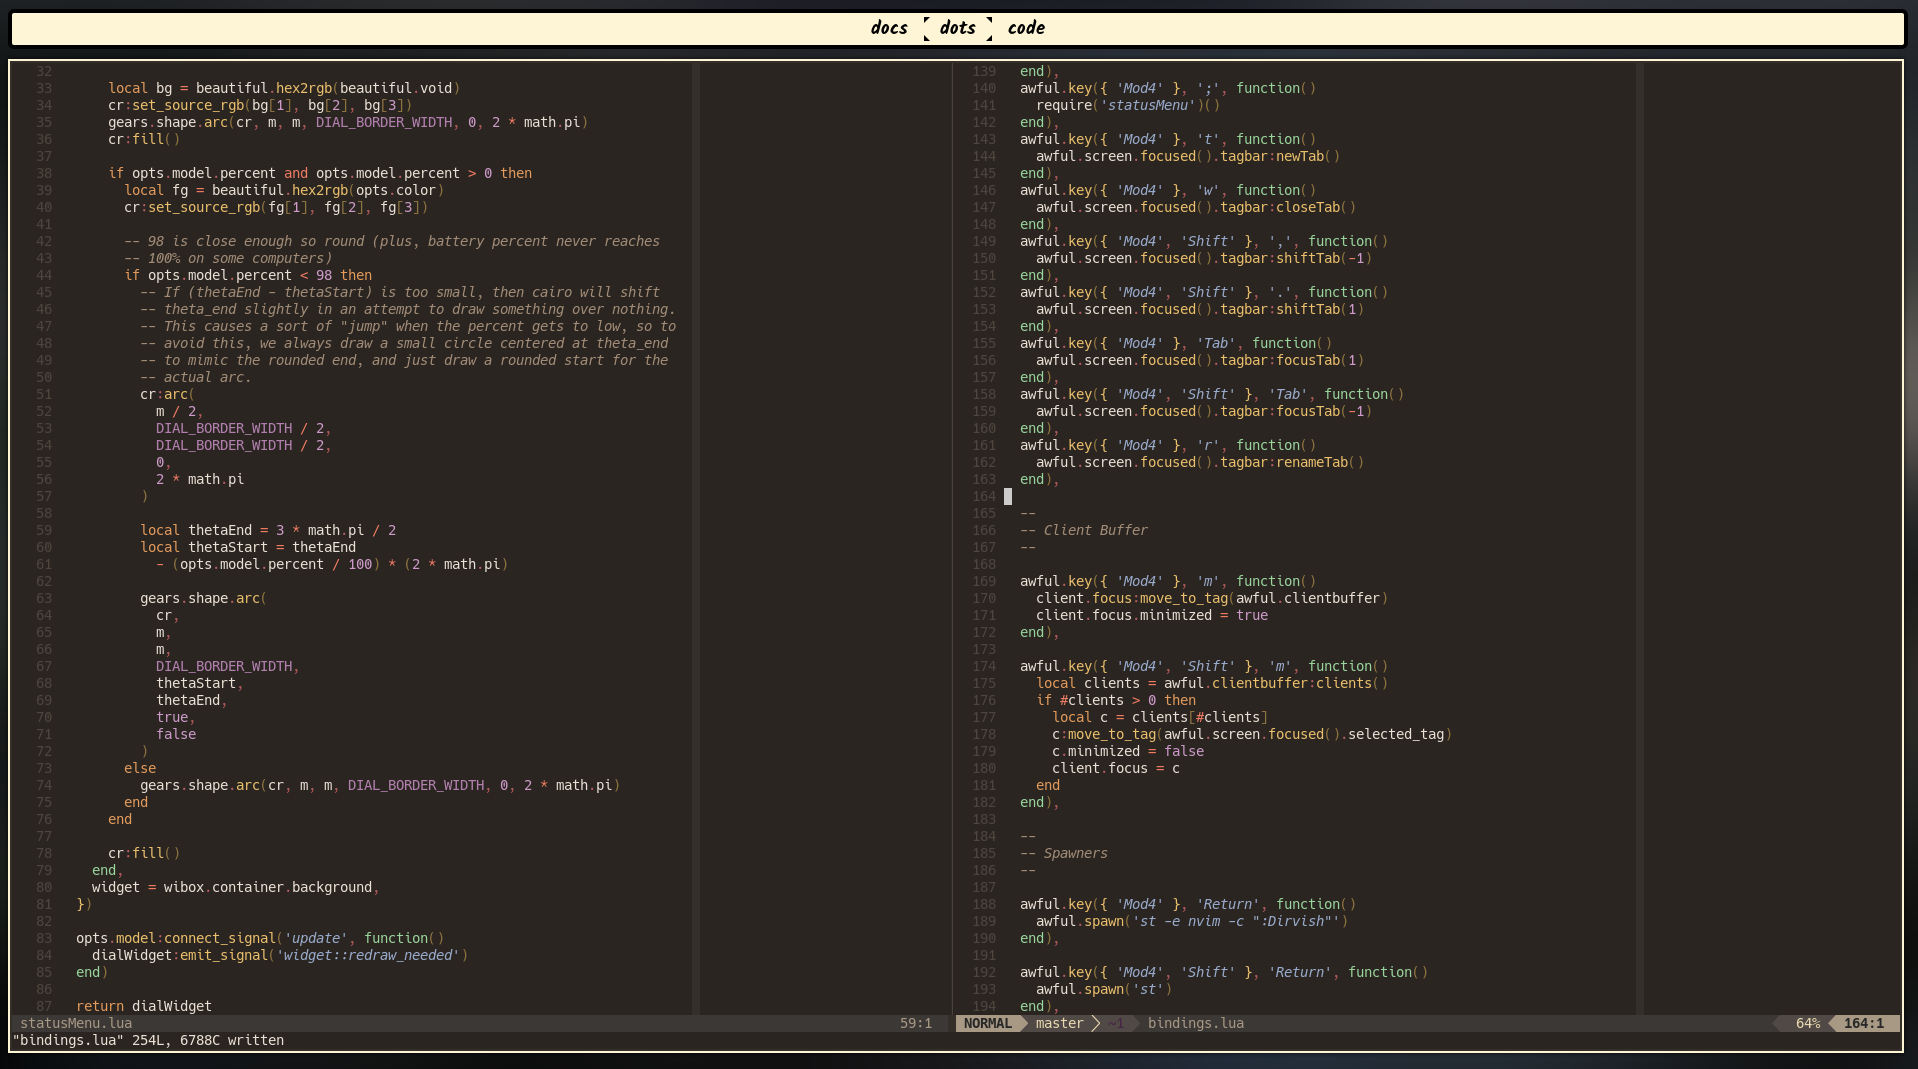 docs dots code
32
33 local bg = beautiful.hex2rgb(beautiful.void)
34 cr:set_source_rgb(bg[1], bg[2], bg[3])
35 gears.shape.arc(cr, m, m, DIAL_BORDER_WIDTH, 0, 2 * math.pi)
36 cr:fill()
37
38 if opts.model.percent and opts.model.percent > 0 then
39 local fg = beautiful.hex2rgb(opts.color)
40 cr:set_source_rgb(fg[1], fg[2], fg[3])
41
42 -- 98 is close enough so round (plus, battery percent never reaches
43 -- 100% on some computers)
44 if opts.model.percent < 98 then
45 -- If (thetaEnd - thetaStart) is too small, then cairo will shift
46 -- theta_end slightly in an attempt to draw something over nothing.
47 -- This causes a sort of "jump" when the percent gets to low, so to
48 -- avoid this, we always draw a small circle centered at theta_end
49 -- to mimic the rounded end, and just draw a rounded start for the
50 -- actual arc.
51 cr:arc(
52 m / 2,
53 DIAL_BORDER_WIDTH / 2,
54 DIAL_BORDER_WIDTH / 2,
55 0,
56 2 * math.pi
57 )
58
59 local thetaEnd = 3 * math.pi / 2
60 local thetaStart = thetaEnd
61 - (opts.model.percent / 100) * (2 * math.pi)
62
63 gears.shape.arc(
64 cr,
65 m,
66 m,
67 DIAL_BORDER_WIDTH,
68 thetaStart,
69 thetaEnd,
70 true,
71 false
72 )
73 else
74 gears.shape.arc(cr, m, m, DIAL_BORDER_WIDTH, 0, 2 * math.pi)
75 end
76 end
77
78 cr:fill()
79 end,
80 widget = wibox.container.background,
81 })
82
83 opts.model:connect_signal('update', function()
84 dialWidget:emit_signal('widget::redraw_needed')
85 end)
86
87 return dialWidget
statusMenu.lua 59:1
139 end),
140 awful.key({ 'Mod4' }, ';', function()
141 require('statusMenu')()
142 end),
143 awful.key({ 'Mod4' }, 't', function()
144 awful.screen.focused().tagbar:newTab()
145 end),
146 awful.key({ 'Mod4' }, 'w', function()
147 awful.screen.focused().tagbar:closeTab()
148 end),
149 awful.key({ 'Mod4', 'Shift' }, ',', function()
150 awful.screen.focused().tagbar:shiftTab(-1)
151 end),
152 awful.key({ 'Mod4', 'Shift' }, '.', function()
153 awful.screen.focused().tagbar:shiftTab(1)
154 end),
155 awful.key({ 'Mod4' }, 'Tab', function()
156 awful.screen.focused().tagbar:focusTab(1)
157 end),
158 awful.key({ 'Mod4', 'Shift' }, 'Tab', function()
159 awful.screen.focused().tagbar:focusTab(-1)
160 end),
161 awful.key({ 'Mod4' }, 'r', function()
162 awful.screen.focused().tagbar:renameTab()
163 end),
164
165 --
166 -- Client Buffer
167 --
168
169 awful.key({ 'Mod4' }, 'm', function()
170 client.focus:move_to_tag(awful.clientbuffer)
171 client.focus.minimized = true
172 end),
173
174 awful.key({ 'Mod4', 'Shift' }, 'm', function()
175 local clients = awful.clientbuffer:clients()
176 if #clients > 0 then
177 local c = clients[#clients]
178 c:move_to_tag(awful.screen.focused().selected_tag)
179 c.minimized = false
180 client.focus = c
181 end
182 end),
183
184 --
185 -- Spawners
186 --
187
188 awful.key({ 'Mod4' }, 'Return', function()
189 awful.spawn('st -e nvim -c ":Dirvish"')
190 end),
191
192 awful.key({ 'Mod4', 'Shift' }, 'Return', function()
193 awful.spawn('st')
194 end),
NORMAL master ~1 bindings.lua 64% 164:1
"bindings.lua" 254L, 6788C written